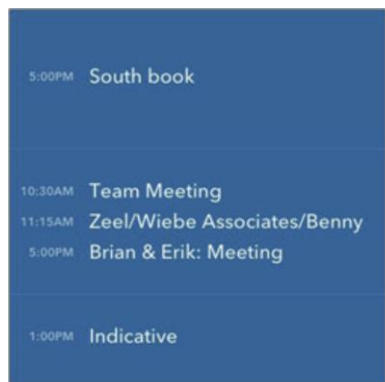 5:00PM South book
10:30AM Team Meeting
11:15AM Zeel/Wiebe Associates/Benny
5:00PM Brian & Erik: Meeting
1:00PM Indicative